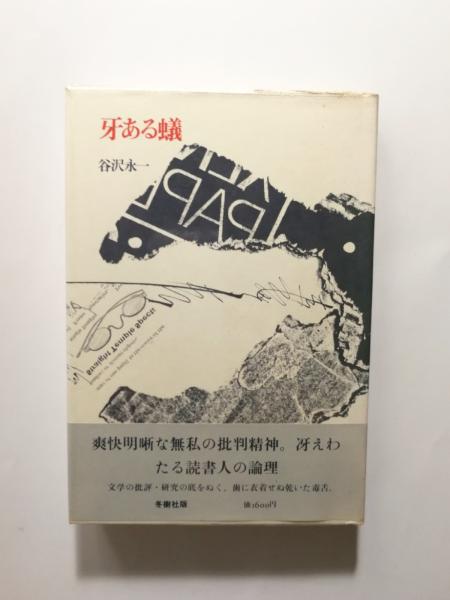 牙ある蟻
谷沢永一
爽快明晰な無私の批判精神。冴えわ
たる読書人の論理
文学の批評・研究の底をぬく、歯に衣着せぬ乾いた毒舌。
冬樹社版 価1600円